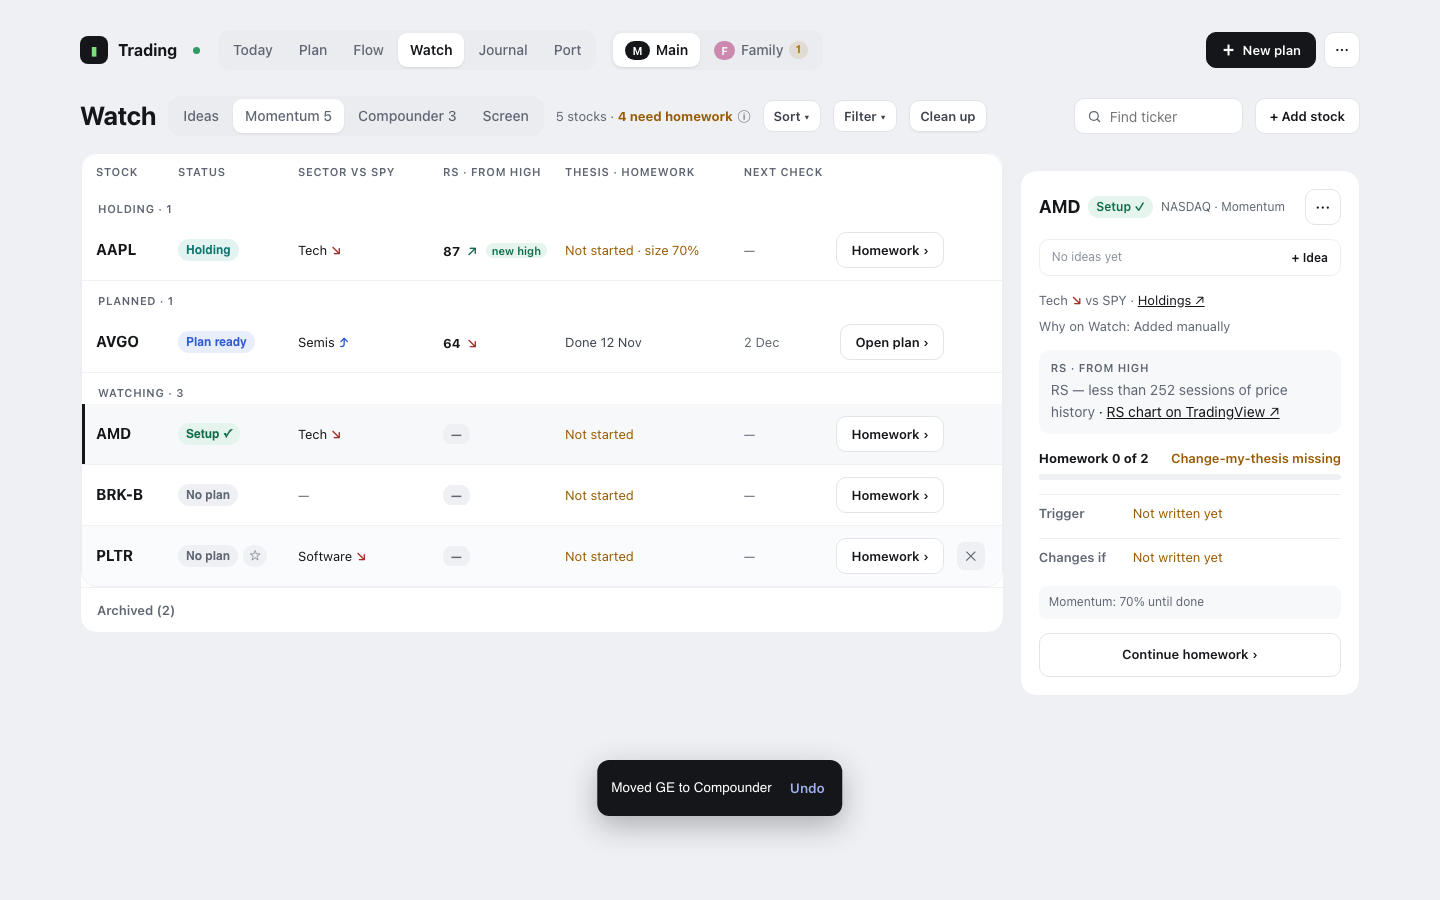 Trading Today Plan Flow Watch Journal Port M Main F Family 1 + New plan ...
Watch Ideas Momentum 5 Compounder 3 Screen 5 stocks · 4 need homework ⓘ Sort ▾ Filter ▾ Clean up Find ticker + Add stock
STOCK STATUS SECTOR VS SPY RS · FROM HIGH THESIS · HOMEWORK NEXT CHECK
HOLDING · 1
AAPL Holding Tech ↘ 87 ↗ new high Not started · size 70% — Homework ›
PLANNED · 1
AVGO Plan ready Semis ⤴ 64 ↘ Done 12 Nov 2 Dec Open plan ›
WATCHING · 3
AMD Setup ✓ Tech ↘ — Not started — Homework ›
BRK-B No plan — — Not started — Homework ›
PLTR No plan ☆ Software ↘ — Not started — Homework › ×
Archived (2)
AMD Setup ✓ NASDAQ · Momentum ...
No ideas yet + Idea
Tech ↘ vs SPY · Holdings ↗
Why on Watch: Added manually
RS · FROM HIGH
RS — less than 252 sessions of price
history · RS chart on TradingView ↗
Homework 0 of 2 Change-my-thesis missing
Trigger Not written yet
Changes if Not written yet
Momentum: 70% until done
Continue homework ›
Moved GE to Compounder Undo